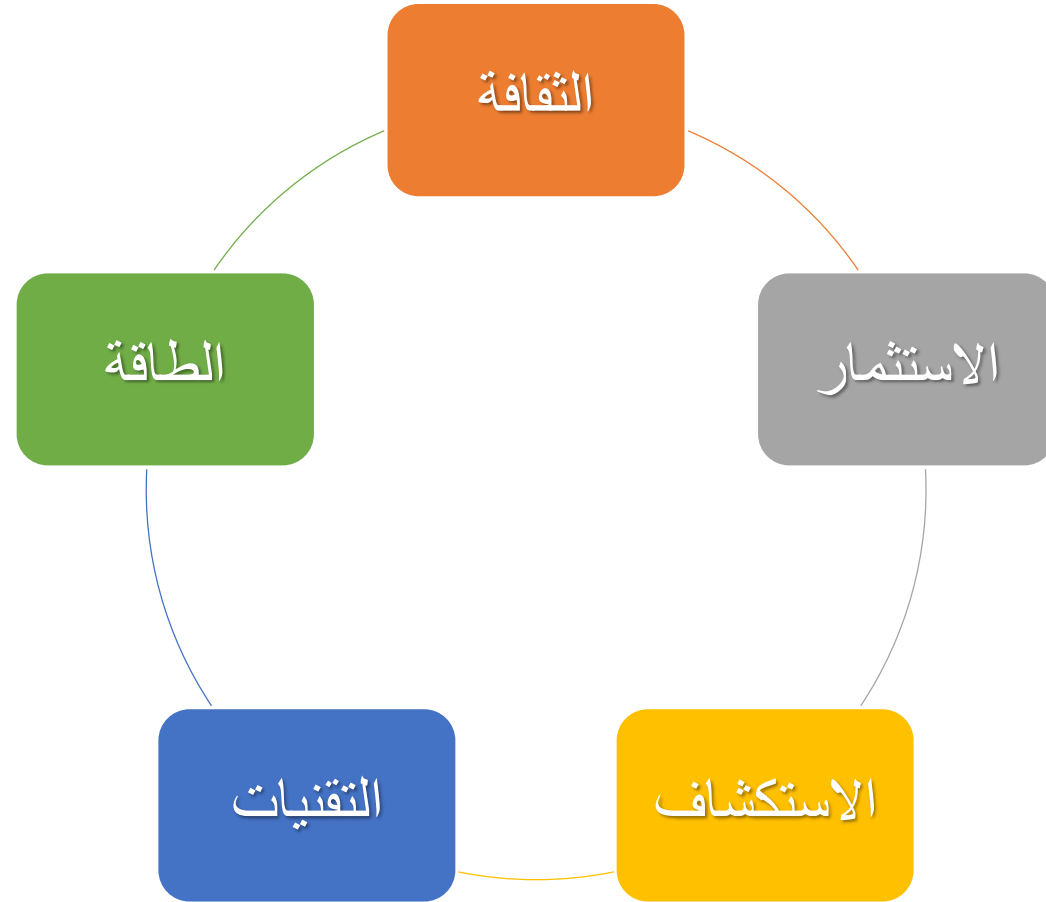 الثقافة
الاستثمار
الاستكشاف
التقنيات
الطاقة